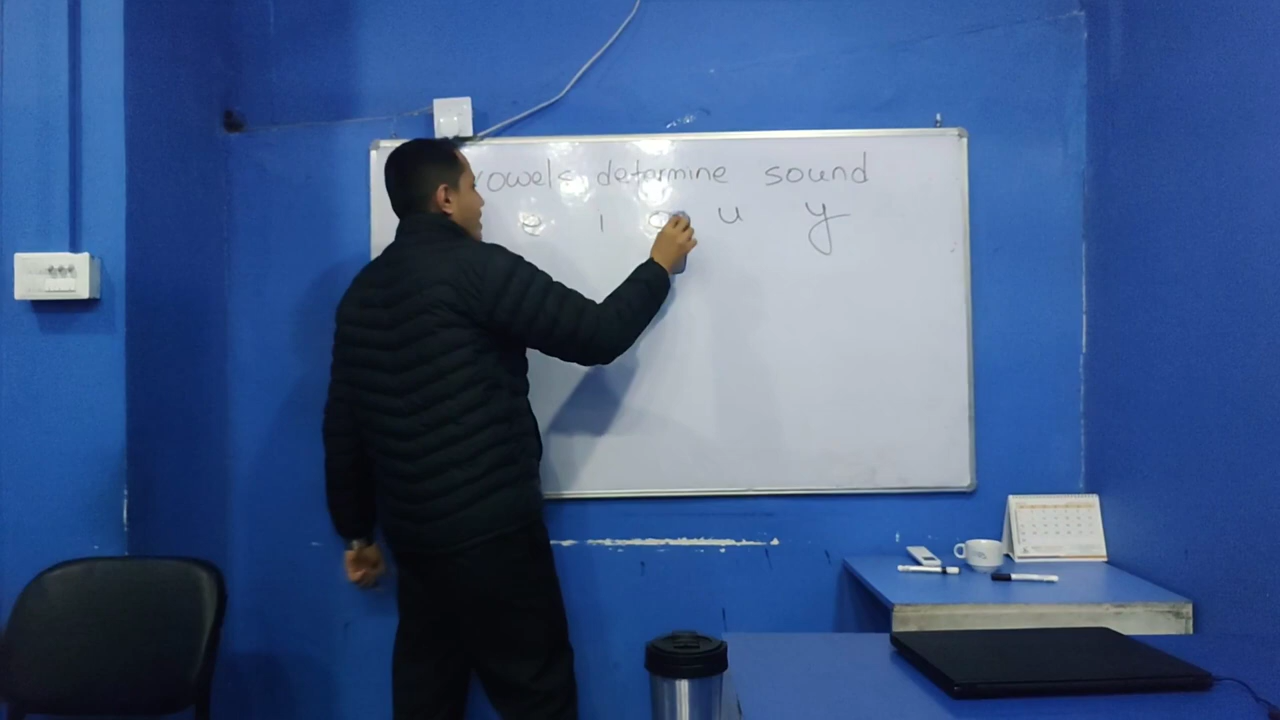 vowels determine sound
e i o u y